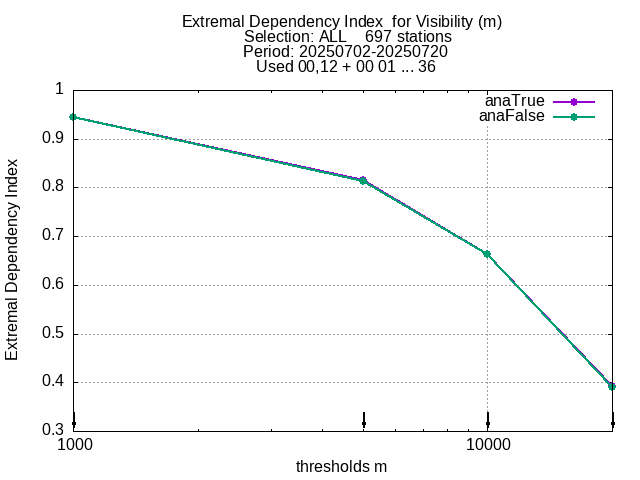 Extremal Dependency Index  for Visibility (m)
Selection: ALL    697 stations
Period: 20250702-20250720
Used 00,12 + 00 01 ... 36
anaTrue
anaFalse
1
0.9
0.8
0.7
0.6
0.5
0.4
0.3
Extremal Dependency Index
1000
10000
thresholds m